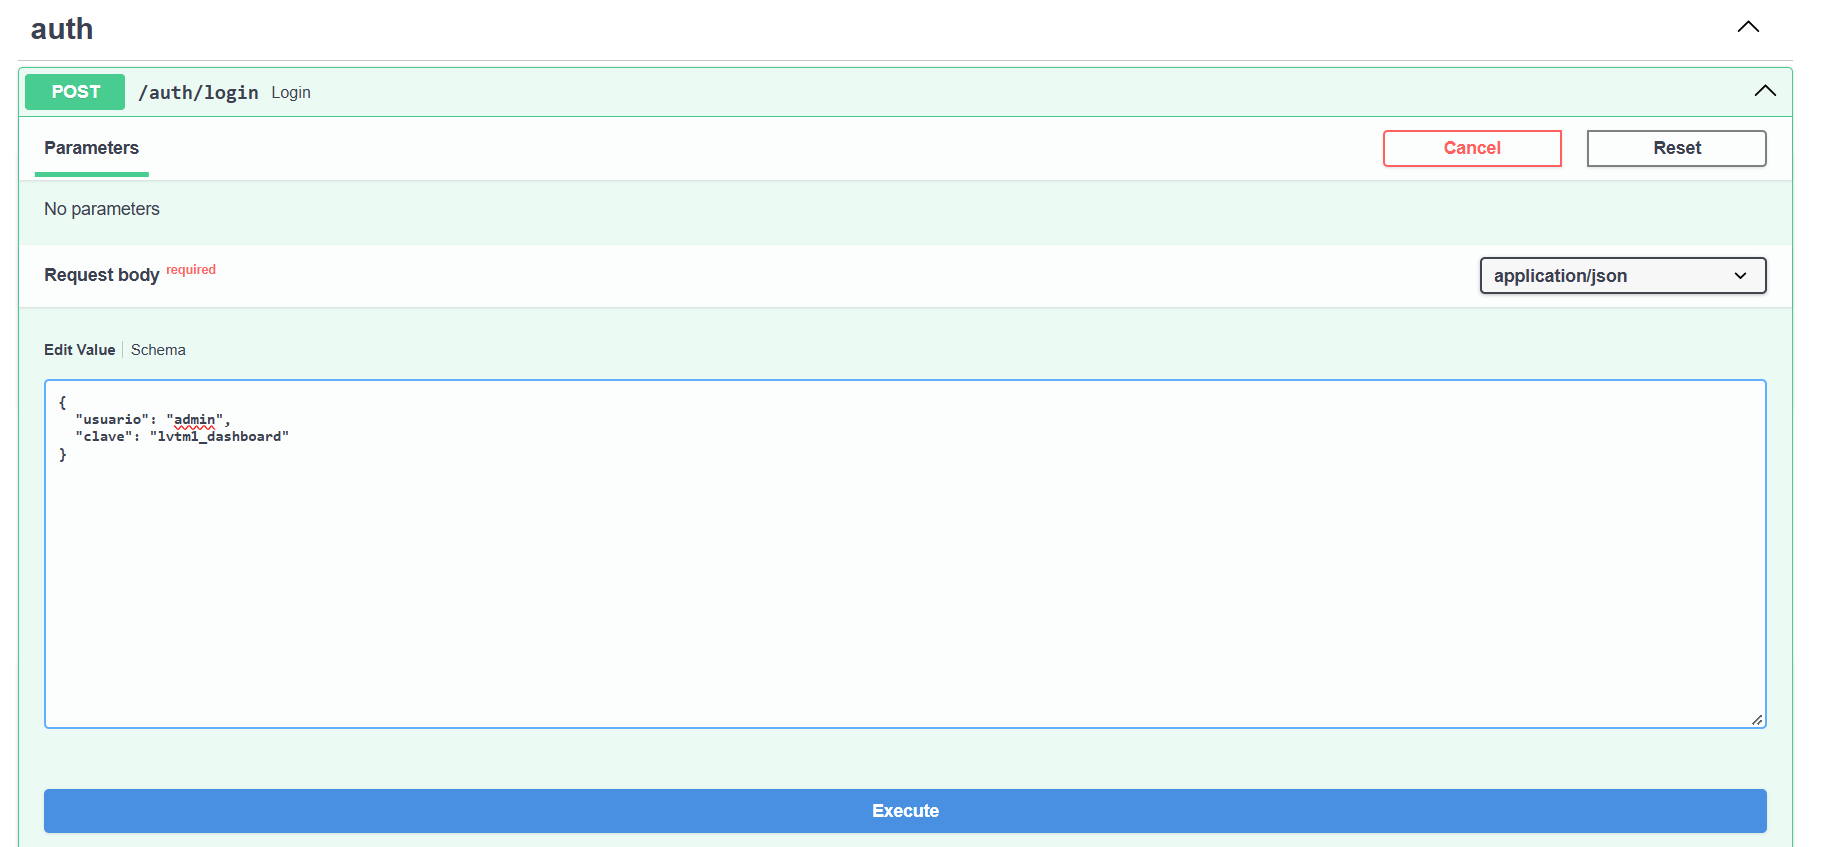 auth
POST /auth/login Login
Parameters
Cancel
Reset
No parameters
Request body required
application/json
Edit Value Schema
{
"usuario": "admin",
"clave": "lvtm1_dashboard"
}
Execute